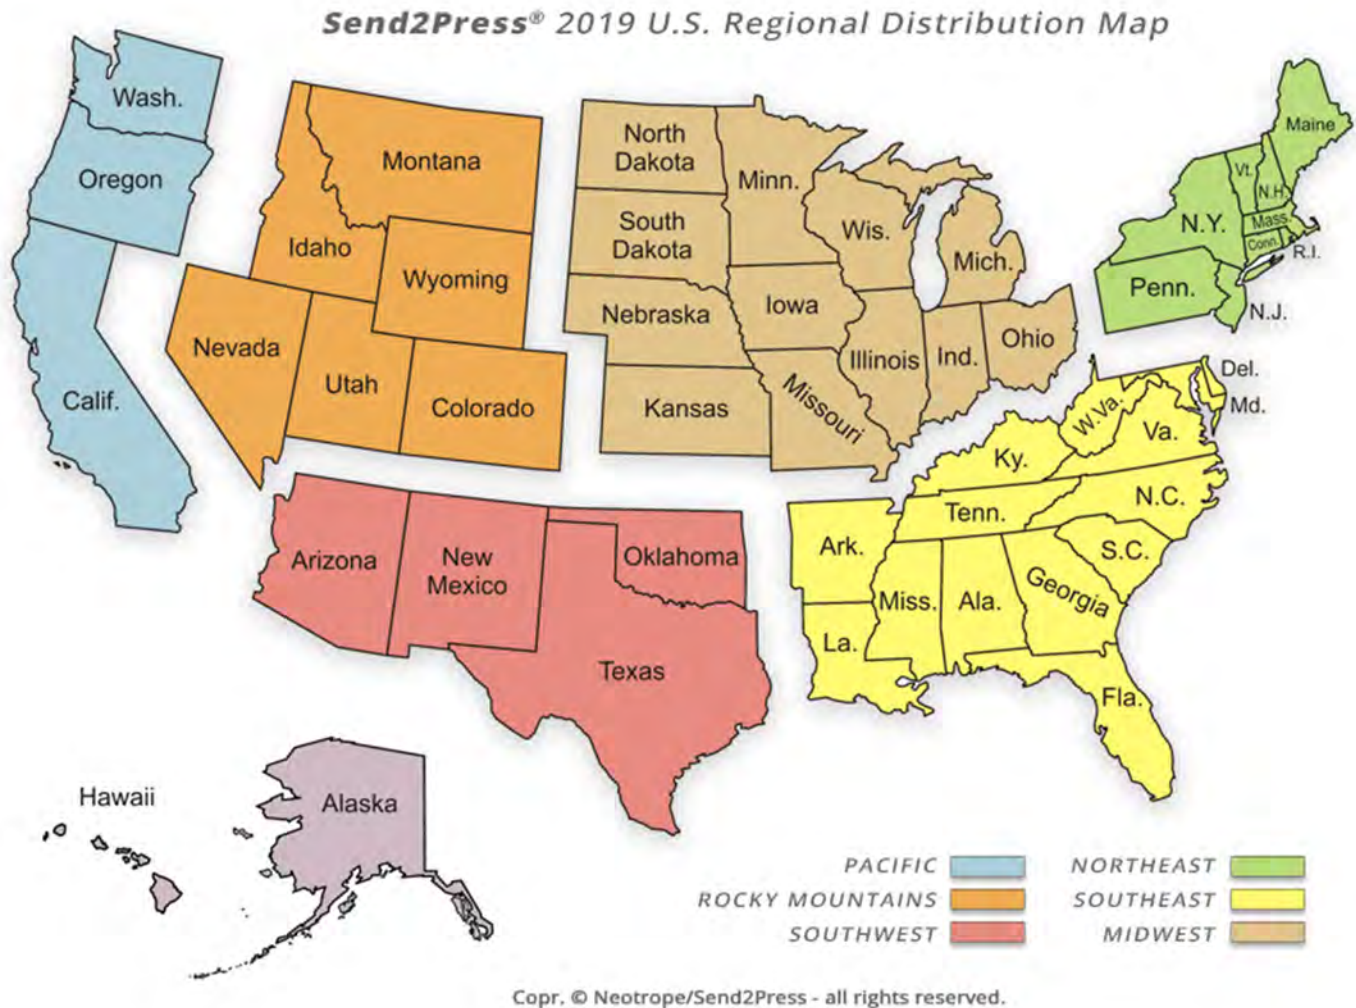 Send2Press® 2019 U.S. Regional Distribution Map
Wash.
Oregon
Calif.
Montana
Idaho
Wyoming
Nevada
Utah
Colorado
North
Dakota
South
Dakota
Nebraska
Kansas
Minn.
Iowa
Missouri
Wis.
Illinois
Mich.
Ind.
Ohio
Maine
Vt.
N.H.
N.Y.
Mass.
Conn.
R.I.
Penn.
N.J.
Del.
Md.
W.Va.
Va.
Ky.
N.C.
Tenn.
S.C.
Ark.
Miss.
Ala.
Georgia
La.
Fla.
Arizona
New
Mexico
Oklahoma
Texas
Hawaii
Alaska
PACIFIC
ROCKY MOUNTAINS
SOUTHWEST
NORTHEAST
SOUTHEAST
MIDWEST
Copr. © Neotrope/Send2Press - all rights reserved.